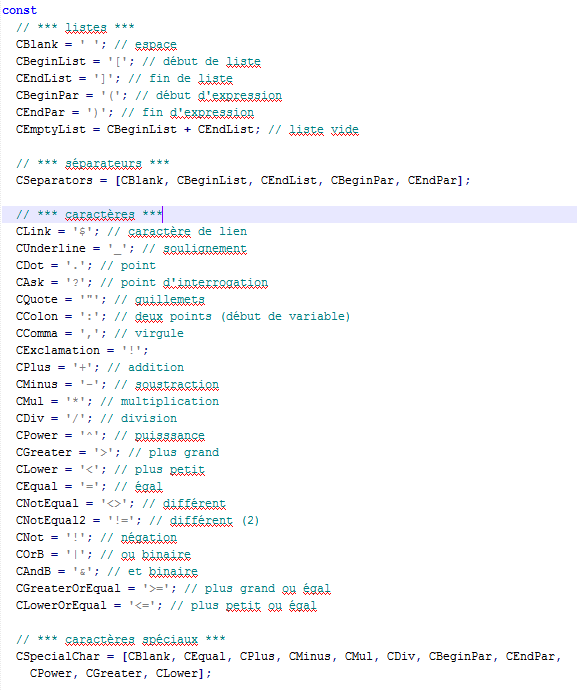 const
// *** listes ***
CBlank = ' '; // espace
CBeginList = '['; // début de liste
CEndList = ']'; // fin de liste
CBeginPar = '('; // début d'expression
CEndPar = ')'; // fin d'expression
CEmptyList = CBeginList + CEndList; // liste vide
// *** séparateurs ***
CSeparators = [CBlank, CBeginList, CEndList, CBeginPar, CEndPar];
// *** caractères ***
CLink = '$'; // caractère de lien
CUnderline = '_'; // soulignement
CDot = '.'; // point
CAsk = '?'; // point d'interrogation
CQuote = '"'; // guillemets
CColon = ':'; // deux points (début de variable)
CComma = ','; // virgule
CExclamation = '!';
CPlus = '+'; // addition
CMinus = '-'; // soustraction
CMul = '*'; // multiplication
CDiv = '/'; // division
CPower = '^'; // puisssance
CGreater = '>'; // plus grand
CLower = '<'; // plus petit
CEqual = '='; // égal
CNotEqual = '<>'; // différent
CNotEqual2 = '!='; // différent (2)
CNot = '!'; // négation
COrB = '|'; // ou binaire
CAndB = '&'; // et binaire
CGreaterOrEqual = '>='; // plus grand ou égal
CLowerOrEqual = '<='; // plus petit ou égal
// *** caractères spéciaux ***
CSpecialChar = [CBlank, CEqual, CPlus, CMinus, CMul, CDiv, CBeginPar, CEndPar,
CPower, CGreater, CLower];